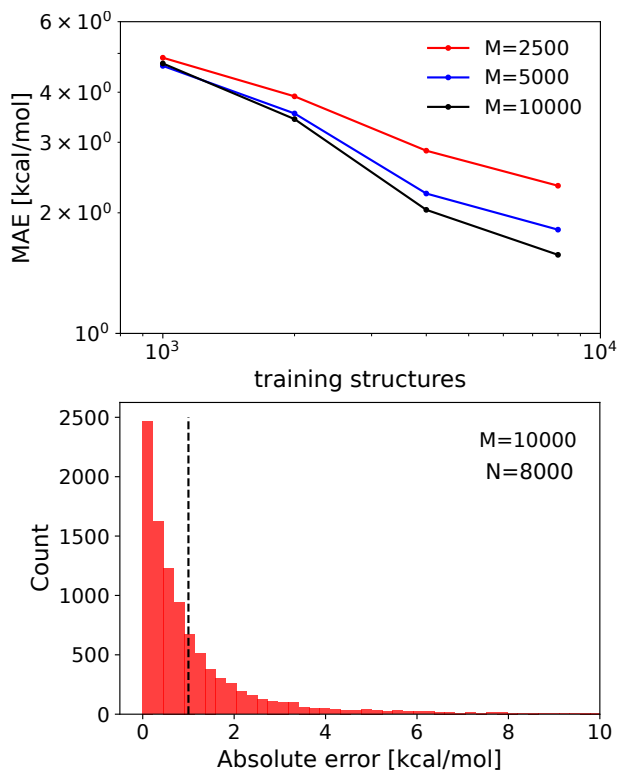 6 × 10⁰
4 × 10⁰
3 × 10⁰
2 × 10⁰
10⁰
MAE [kcal/mol]
M=2500
M=5000
M=10000
10³
10⁴
training structures
2500
2000
1500
1000
500
0
Count
M=10000
N=8000
0 2 4 6 8 10
Absolute error [kcal/mol]